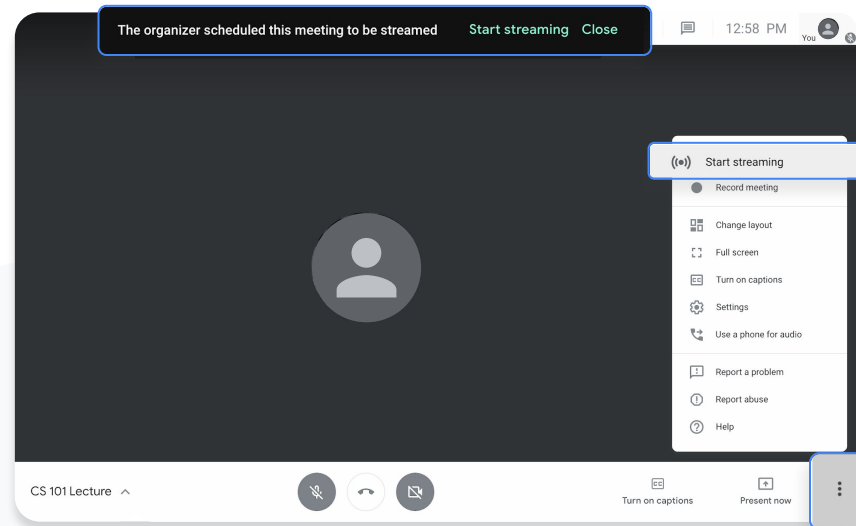 The organizer scheduled this meeting to be streamed Start streaming Close
12:58 PM
You
Start streaming
Record meeting
Change layout
Full screen
CC Turn on captions
Settings
Use a phone for audio
Report a problem
Report abuse
Help
CS 101 Lecture
CC
Turn on captions
Present now